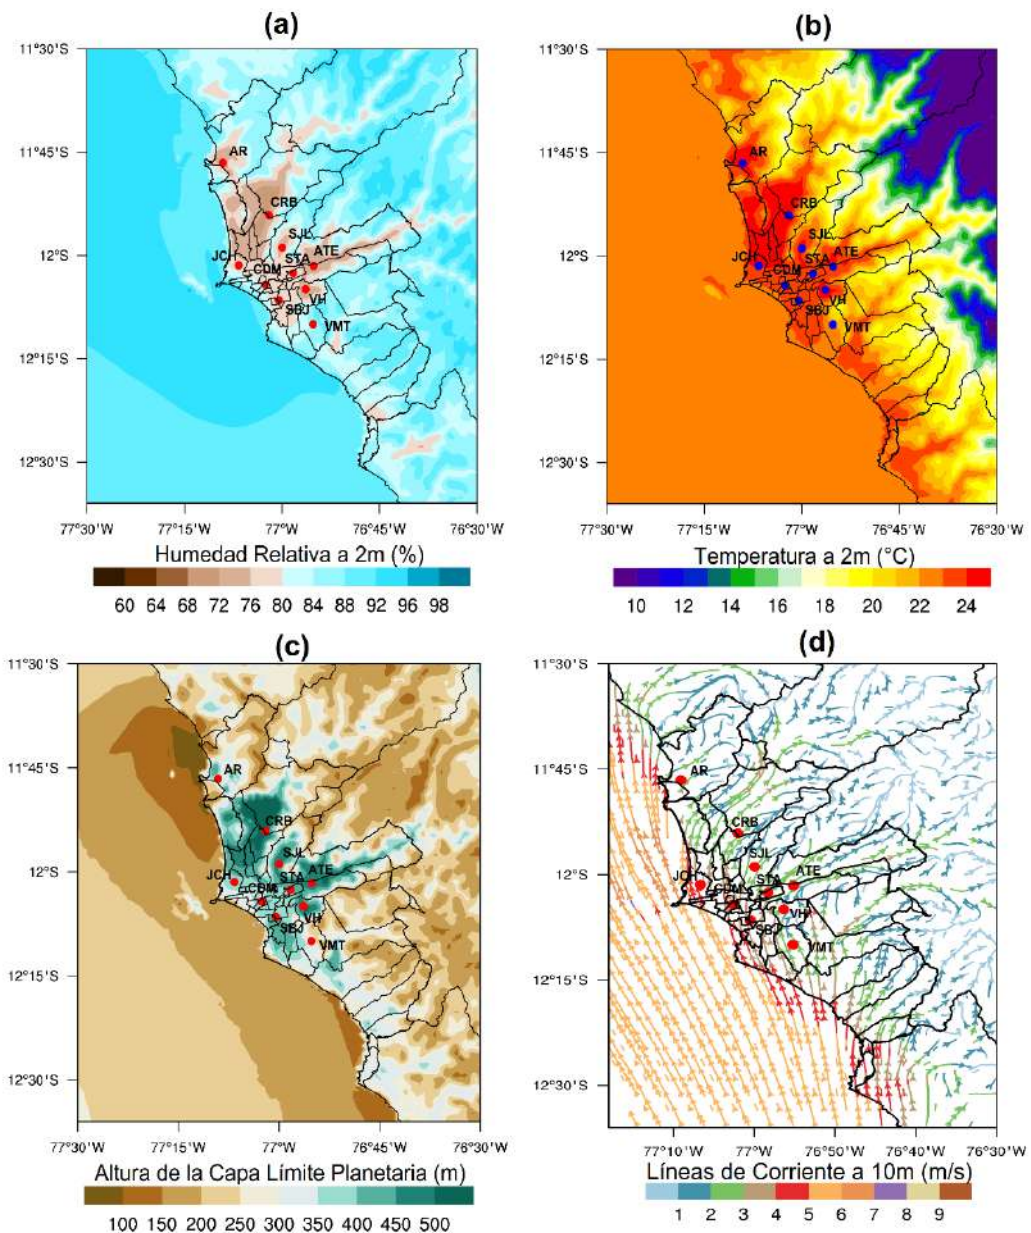 (a)
11°30'S
11°45'S
12°S
12°15'S
12°30'S
AR
CRB
SJL
ATE
JCH
CDM
STA
VH
SBJ
VMT
77°30'W 77°15'W 77°W 76°45'W 76°30'W
Humedad Relativa a 2m (%)
60 64 68 72 76 80 84 88 92 96 98
(b)
11°30'S
11°45'S
12°S
12°15'S
12°30'S
AR
CRB
SJL
ATE
JCH
CDM
STA
VH
SBJ
VMT
77°30'W 77°15'W 77°W 76°45'W 76°30'W
Temperatura a 2m (°C)
10 12 14 16 18 20 22 24
(c)
11°30'S
11°45'S
12°S
12°15'S
12°30'S
AR
CRB
SJL
ATE
JCH
CDM
STA
VH
SBJ
VMT
77°30'W 77°15'W 77°W 76°45'W 76°30'W
Altura de la Capa Límite Planetaria (m)
100 150 200 250 300 350 400 450 500
(d)
11°30'S
11°45'S
12°S
12°15'S
12°30'S
AR
CRB
SJL
ATE
JCH
CDM
STA
VH
SBJ
VMT
77°10'W 77°W 76°50'W 76°40'W 76°30'W
Líneas de Corriente a 10m (m/s)
1 2 3 4 5 6 7 8 9